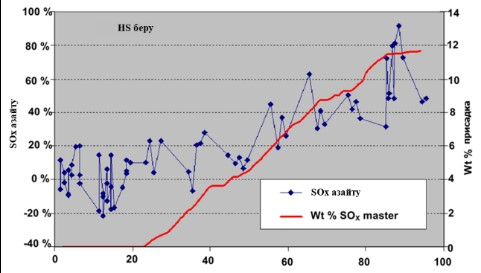 HS беру
100 %
80 %
60 %
40 %
20 %
0 %
-20 %
-40 %
SOx азайту
14
12
10
8
6
4
2
0
Wt % присадка
SOx азайту
Wt % SOx master
0 20 40 60 80 100